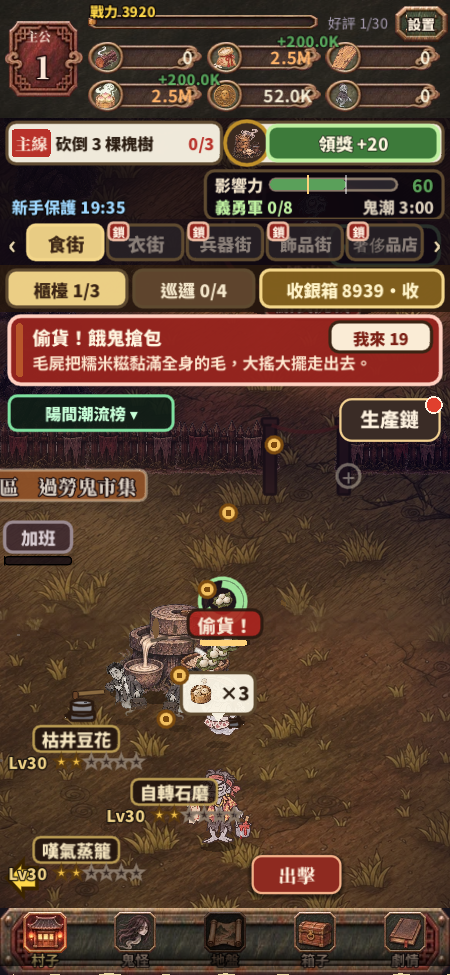 戰力.3920
好評 1/30
設置
主公
1
+200.0K
0
2.5M
0
+200.0K
2.5M
52.0K
0
主線 砍倒 3 棵槐樹 0/3
領獎 +20
影響力 60
新手保護 19:35
義勇軍 0/8
鬼潮 3:00
‹ 食街
鎖 衣街
鎖 兵器街
鎖 飾品街
鎖 奢侈品店 ›
櫃檯 1/3
巡邏 0/4
收銀箱 8939・收
偷貨！餓鬼搶包
我來 19
毛屍把糯米糍黏滿全身的毛，大搖大擺走出去。
陽間潮流榜 ▾
生產鏈
區 過勞鬼市集
加班
偷貨！
×3
枯井豆花
Lv30
自轉石磨
Lv30
嘆氣蒸籠
Lv30
出擊
村子
鬼怪
地盤
箱子
劇情